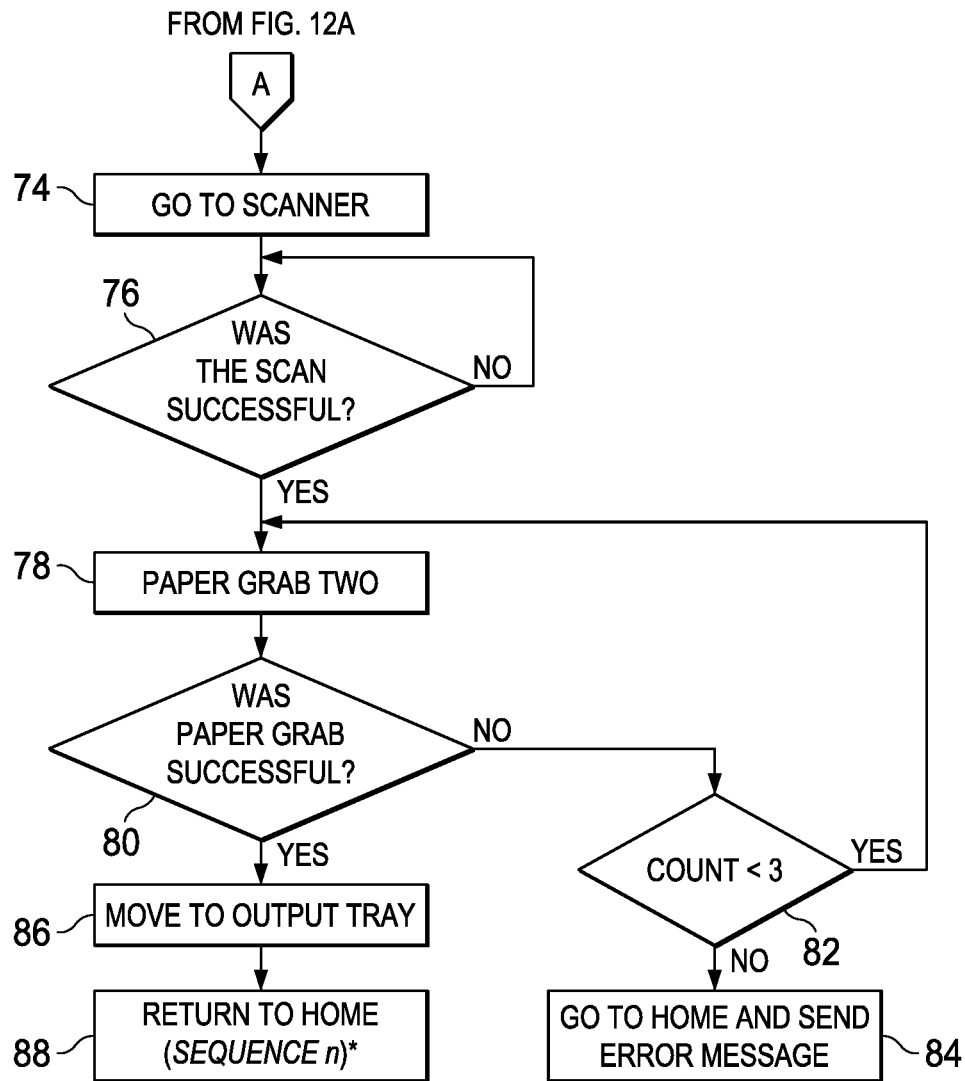 FROM FIG. 12A
A
74
GO TO SCANNER
76
WAS
THE SCAN
SUCCESSFUL?
NO
YES
78
PAPER GRAB TWO
WAS
PAPER GRAB
SUCCESSFUL?
NO
80
YES
COUNT < 3
YES
82
NO
86
MOVE TO OUTPUT TRAY
88
RETURN TO HOME
(SEQUENCE n)*
GO TO HOME AND SEND
ERROR MESSAGE
84